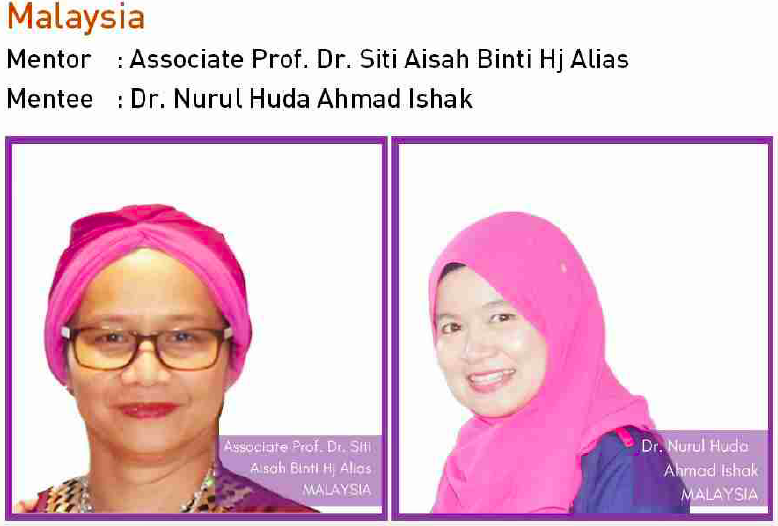 Malaysia
Mentor : Associate Prof. Dr. Siti Aisah Binti Hj Alias
Mentee : Dr. Nurul Huda Ahmad Ishak
Associate Prof. Dr. Siti
Aisah Binti Hj Alias
MALAYSIA
Dr. Nurul Huda
Ahmad Ishak
MALAYSIA